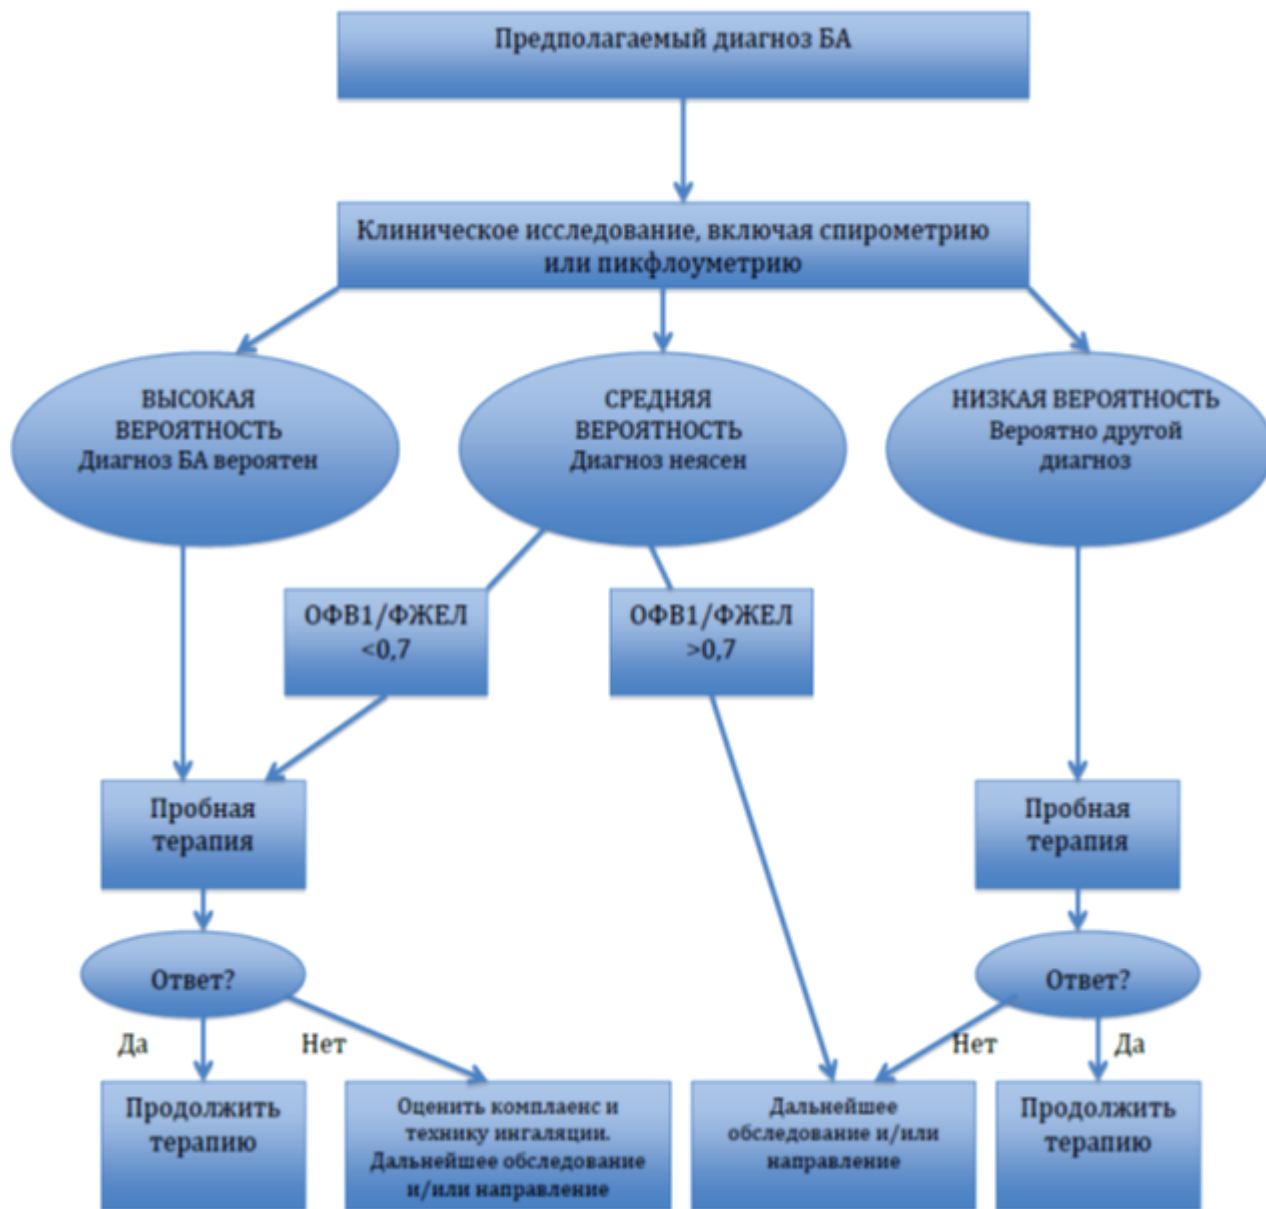 Предполагаемый диагноз БА
Клиническое исследование, включая спирометрию
или пикфлоуметрию
ВЫСОКАЯ
ВЕРОЯТНОСТЬ
Диагноз БА вероятен
СРЕДНЯЯ
ВЕРОЯТНОСТЬ
Диагноз неясен
НИЗКАЯ ВЕРОЯТНОСТЬ
Вероятно другой
диагноз
ОФВ1/ФЖЕЛ
<0,7
ОФВ1/ФЖЕЛ
>0,7
Пробная
терапия
Пробная
терапия
Ответ?
Ответ?
Да
Нет
Нет
Да
Продолжить
терапию
Оценить комплаенс и
технику ингаляции.
Дальнейшее обследование
и/или направление
Дальнейшее
обследование и/или
направление
Продолжить
терапию